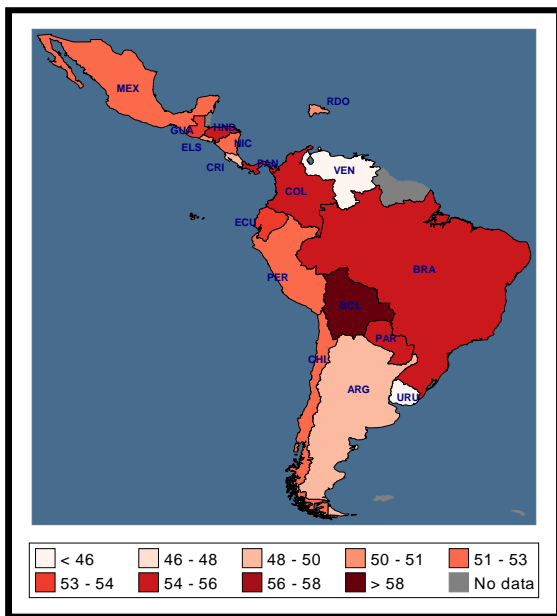 MEX
RDO
GUA
HND
ELS
NIC
CRI
PAN
VEN
COL
ECU
BRA
PER
BOL
PAR
CHI
ARG
URU
< 46 46 - 48 48 - 50 50 - 51 51 - 53
53 - 54 54 - 56 56 - 58 > 58 No data